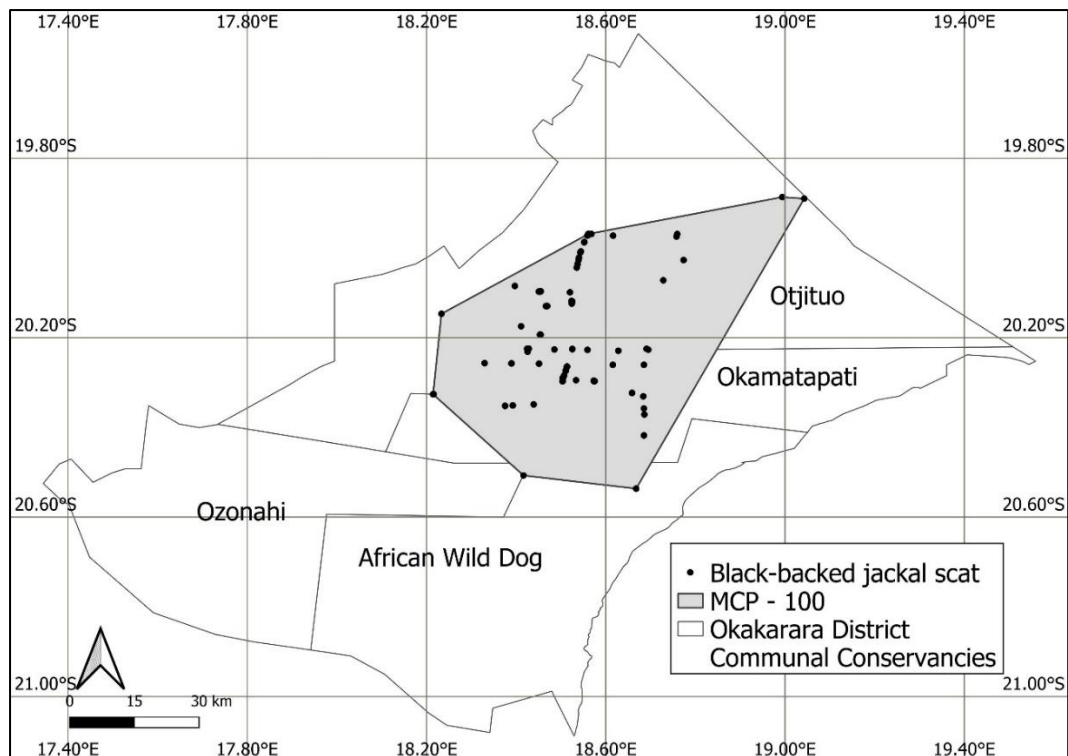 17.40°E 17.80°E 18.20°E 18.60°E 19.00°E 19.40°E
19.80°S 19.80°S
Otjituo
20.20°S 20.20°S
Okamatapati
Ozonahi
20.60°S 20.60°S
African Wild Dog
Black-backed jackal scat
MCP - 100
Okakarara District
Communal Conservancies
21.00°S 21.00°S
0 15 30 km
17.40°E 17.80°E 18.20°E 18.60°E 19.00°E 19.40°E